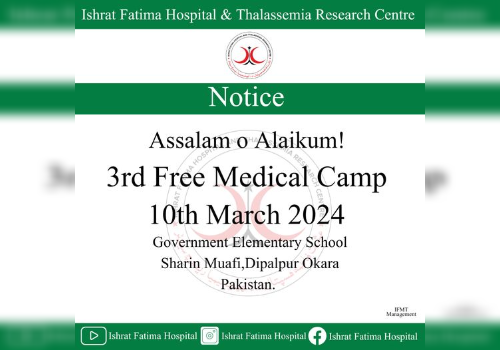 Ishrat Fatima Hospital & Thalassemia Research Centre
Notice
Assalam o Alaikum!
3rd Free Medical Camp
10th March 2024
Government Elementary School
Sharin Muafi,Dipalpur Okara
Pakistan.
IFMT
Management
Ishrat Fatima Hospital Ishrat Fatima Hospital Ishrat Fatima Hospital